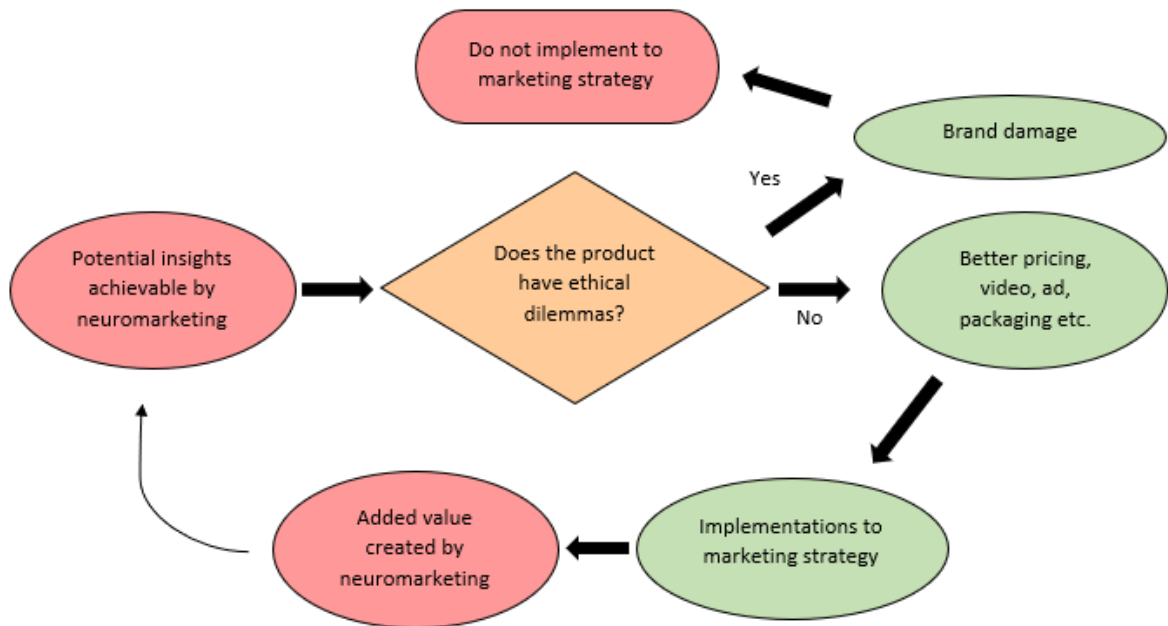 Do not implement to
marketing strategy
Brand damage
Yes
Potential insights
achievable by
neuromarketing
Does the product
have ethical
dilemmas?
Better pricing,
video, ad,
packaging etc.
No
Added value
created by
neuromarketing
Implementations to
marketing strategy